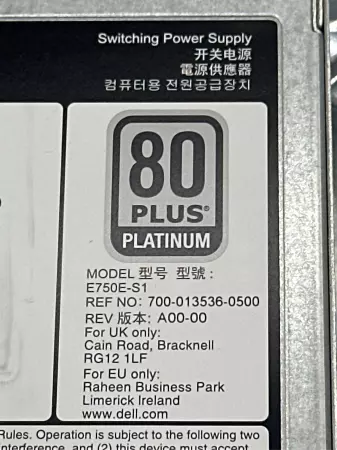 Switching Power Supply
开关电源
電源供應器
컴퓨터용 전원공급장치
80
PLUS®
PLATINUM
MODEL 型号 型號 :
E750E-S1
REF NO: 700-013536-0500
REV 版本: A00-00
For UK only:
Cain Road, Bracknell
RG12 1LF
For EU only:
Raheen Business Park
Limerick Ireland
www.dell.com
Rules. Operation is subject to the following two
interference, and (2) this device must accept